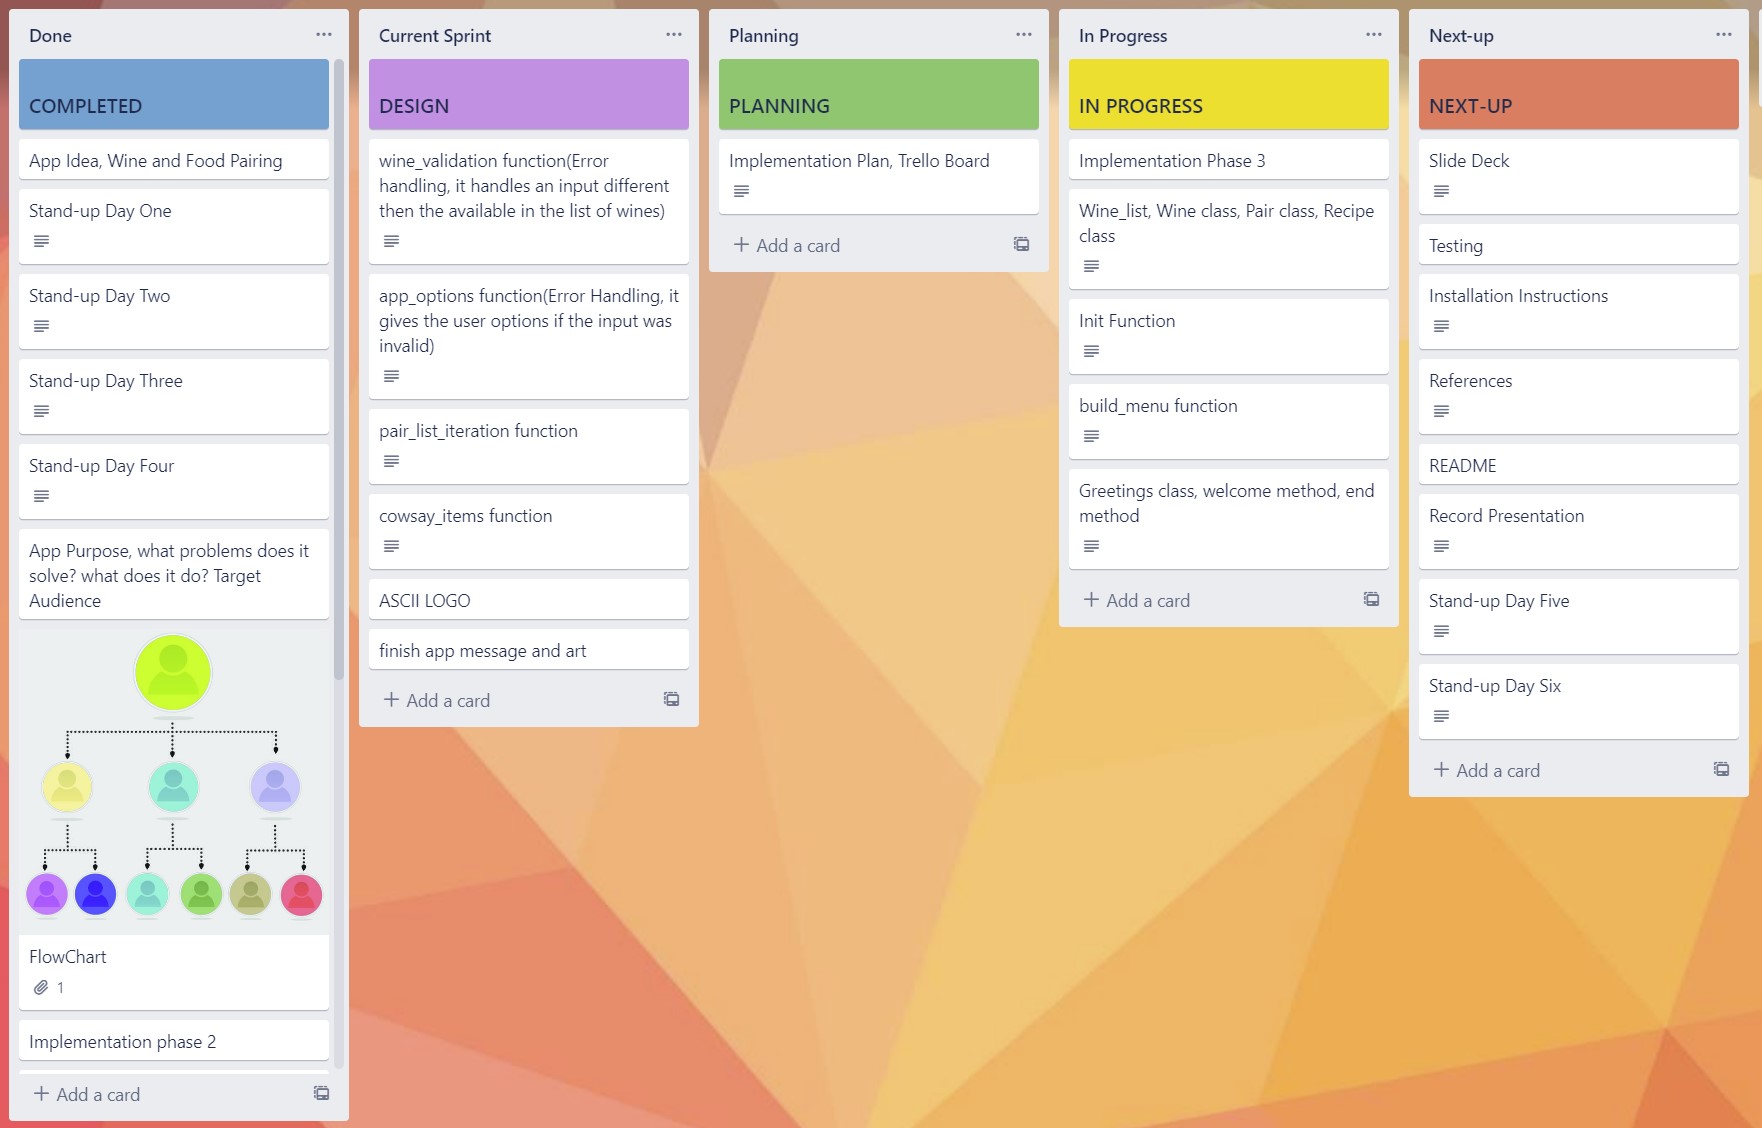 Done
COMPLETED
App Idea, Wine and Food Pairing
Stand-up Day One
Stand-up Day Two
Stand-up Day Three
Stand-up Day Four
App Purpose, what problems does it
solve? what does it do? Target
Audience
FlowChart
1
Implementation phase 2
+ Add a card
Current Sprint
DESIGN
wine_validation function(Error
handling, it handles an input different
then the available in the list of wines)
app_options function(Error Handling, it
gives the user options if the input was
invalid)
pair_list_iteration function
cowsay_items function
ASCII LOGO
finish app message and art
+ Add a card
Planning
PLANNING
Implementation Plan, Trello Board
+ Add a card
In Progress
IN PROGRESS
Implementation Phase 3
Wine_list, Wine class, Pair class, Recipe
class
Init Function
build_menu function
Greetings class, welcome method, end
method
+ Add a card
Next-up
NEXT-UP
Slide Deck
Testing
Installation Instructions
References
README
Record Presentation
Stand-up Day Five
Stand-up Day Six
+ Add a card